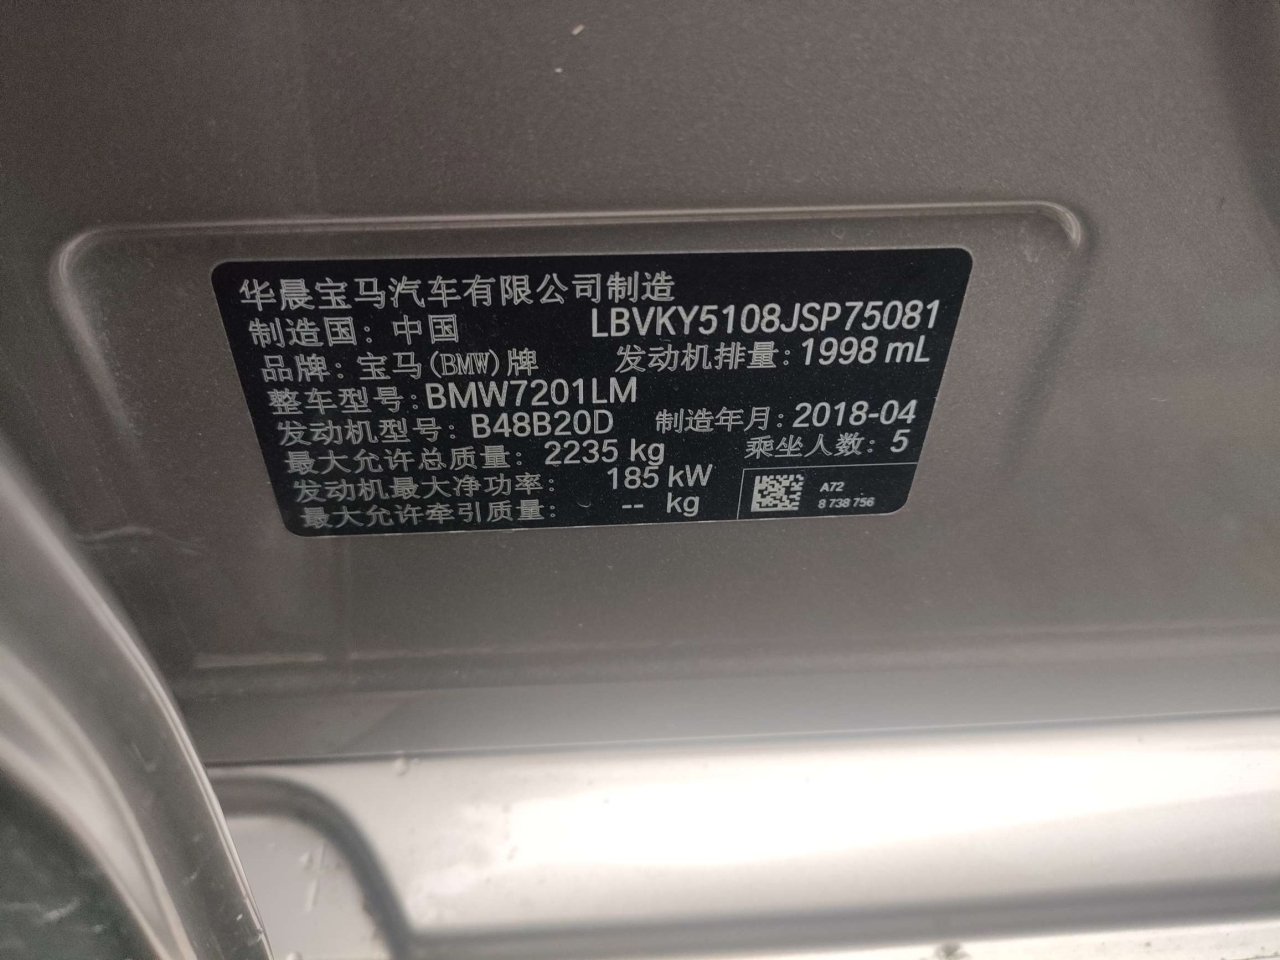 华晨宝马汽车有限公司制造
制造国：中国 LBVKY5108JSP75081
品牌：宝马(BMW)牌 发动机排量：1998 mL
整车型号：BMW7201LM
发动机型号：B48B20D 制造年月：2018-04
最大允许总质量：2235 kg 乘坐人数：5
发动机最大净功率：185 kW
最大允许牵引质量：-- kg
A72
8 738 756